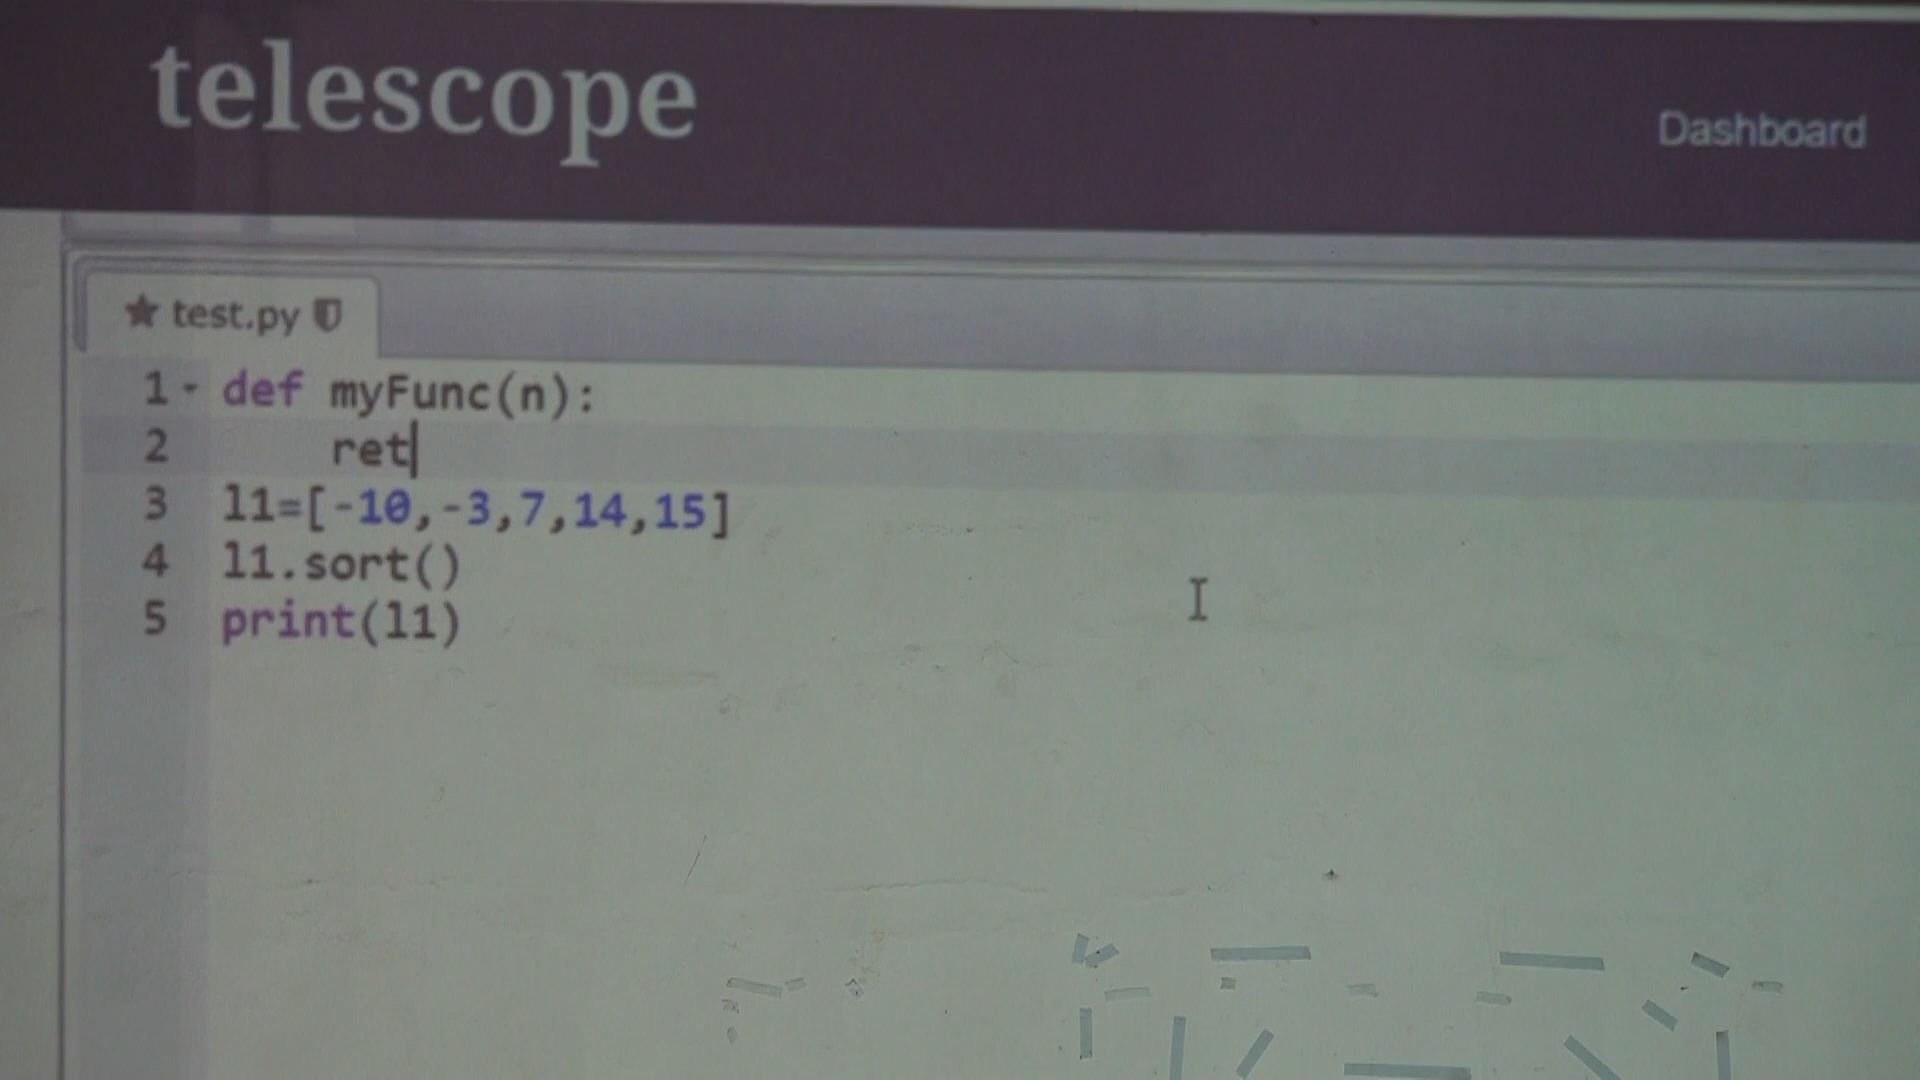 telescope
Dashboard
test.py
1 def myFunc(n):
2 ret
3 l1=[-10,-3,7,14,15]
4 l1.sort()
5 print(l1)